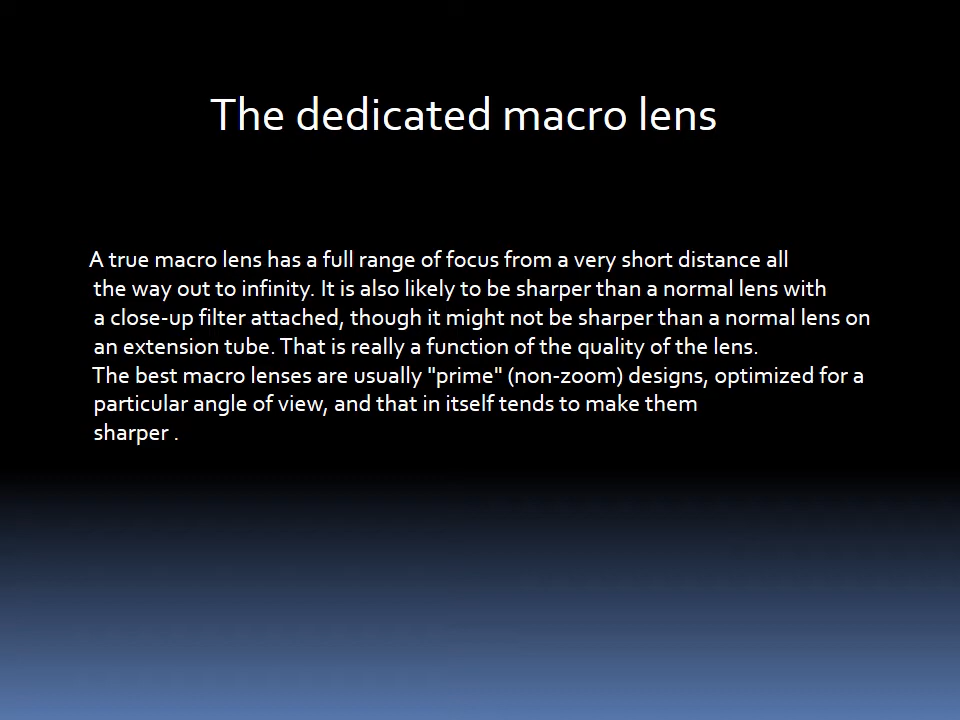 The dedicated macro lens
A true macro lens has a full range of focus from a very short distance all
the way out to infinity. It is also likely to be sharper than a normal lens with
a close-up filter attached, though it might not be sharper than a normal lens on
an extension tube. That is really a function of the quality of the lens.
The best macro lenses are usually "prime" (non-zoom) designs, optimized for a
particular angle of view, and that in itself tends to make them
sharper .